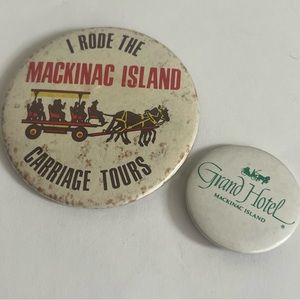 I RODE THE
MACKINAC ISLAND
CARRIAGE TOURS
Grand Hotel
MACKINAC ISLAND
®